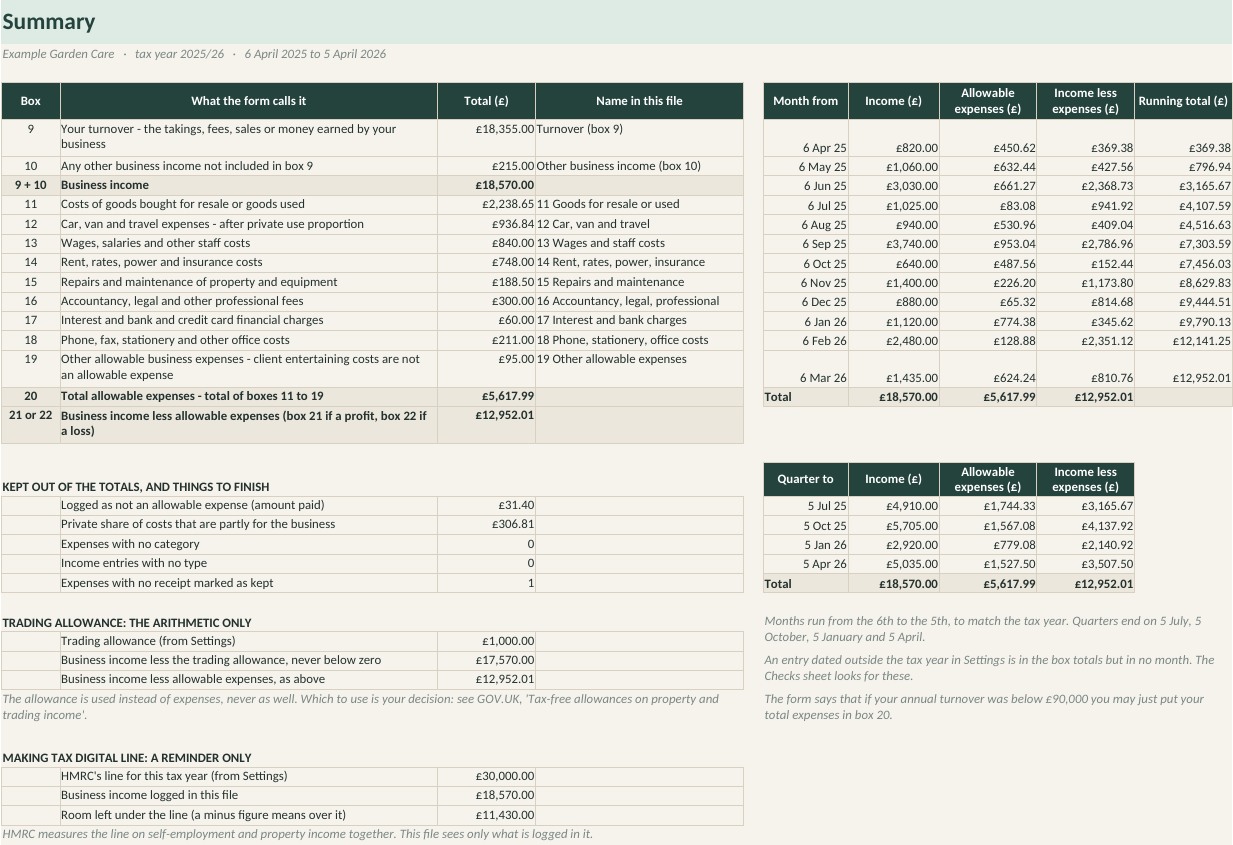 Summary
Example Garden Care · tax year 2025/26 · 6 April 2025 to 5 April 2026
Box What the form calls it Total (£) Name in this file
9 Your turnover - the takings, fees, sales or money earned by your £18,355.00 Turnover (box 9)
business
10 Any other business income not included in box 9 £215.00 Other business income (box 10)
9 + 10 Business income £18,570.00
11 Costs of goods bought for resale or goods used £2,238.65 11 Goods for resale or used
12 Car, van and travel expenses - after private use proportion £936.84 12 Car, van and travel
13 Wages, salaries and other staff costs £840.00 13 Wages and staff costs
14 Rent, rates, power and insurance costs £748.00 14 Rent, rates, power, insurance
15 Repairs and maintenance of property and equipment £188.50 15 Repairs and maintenance
16 Accountancy, legal and other professional fees £300.00 16 Accountancy, legal, professional
17 Interest and bank and credit card financial charges £60.00 17 Interest and bank charges
18 Phone, fax, stationery and other office costs £211.00 18 Phone, stationery, office costs
19 Other allowable business expenses - client entertaining costs are not £95.00 19 Other allowable expenses
an allowable expense
20 Total allowable expenses - total of boxes 11 to 19 £5,617.99
21 or 22 Business income less allowable expenses (box 21 if a profit, box 22 if £12,952.01
a loss)
KEPT OUT OF THE TOTALS, AND THINGS TO FINISH
Logged as not an allowable expense (amount paid) £31.40
Private share of costs that are partly for the business £306.81
Expenses with no category 0
Income entries with no type 0
Expenses with no receipt marked as kept 1
TRADING ALLOWANCE: THE ARITHMETIC ONLY
Trading allowance (from Settings) £1,000.00
Business income less the trading allowance, never below zero £17,570.00
Business income less allowable expenses, as above £12,952.01
The allowance is used instead of expenses, never as well. Which to use is your decision: see GOV.UK, 'Tax-free allowances on property and
trading income'.
MAKING TAX DIGITAL LINE: A REMINDER ONLY
HMRC's line for this tax year (from Settings) £30,000.00
Business income logged in this file £18,570.00
Room left under the line (a minus figure means over it) £11,430.00
HMRC measures the line on self-employment and property income together. This file sees only what is logged in it.
Month from Income (£) Allowable expenses (£) Income less expenses (£) Running total (£)
6 Apr 25 £820.00 £450.62 £369.38 £369.38
6 May 25 £1,060.00 £632.44 £427.56 £796.94
6 Jun 25 £3,030.00 £661.27 £2,368.73 £3,165.67
6 Jul 25 £1,025.00 £83.08 £941.92 £4,107.59
6 Aug 25 £940.00 £530.96 £409.04 £4,516.63
6 Sep 25 £3,740.00 £953.04 £2,786.96 £7,303.59
6 Oct 25 £640.00 £487.56 £152.44 £7,456.03
6 Nov 25 £1,400.00 £226.20 £1,173.80 £8,629.83
6 Dec 25 £880.00 £65.32 £814.68 £9,444.51
6 Jan 26 £1,120.00 £774.38 £345.62 £9,790.13
6 Feb 26 £2,480.00 £128.88 £2,351.12 £12,141.25
6 Mar 26 £1,435.00 £624.24 £810.76 £12,952.01
Total £18,570.00 £5,617.99 £12,952.01
Quarter to Income (£) Allowable expenses (£) Income less expenses (£)
5 Jul 25 £4,910.00 £1,744.33 £3,165.67
5 Oct 25 £5,705.00 £1,567.08 £4,137.92
5 Jan 26 £2,920.00 £779.08 £2,140.92
5 Apr 26 £5,035.00 £1,527.50 £3,507.50
Total £18,570.00 £5,617.99 £12,952.01
Months run from the 6th to the 5th, to match the tax year. Quarters end on 5 July, 5
October, 5 January and 5 April.
An entry dated outside the tax year in Settings is in the box totals but in no month. The
Checks sheet looks for these.
The form says that if your annual turnover was below £90,000 you may just put your
total expenses in box 20.